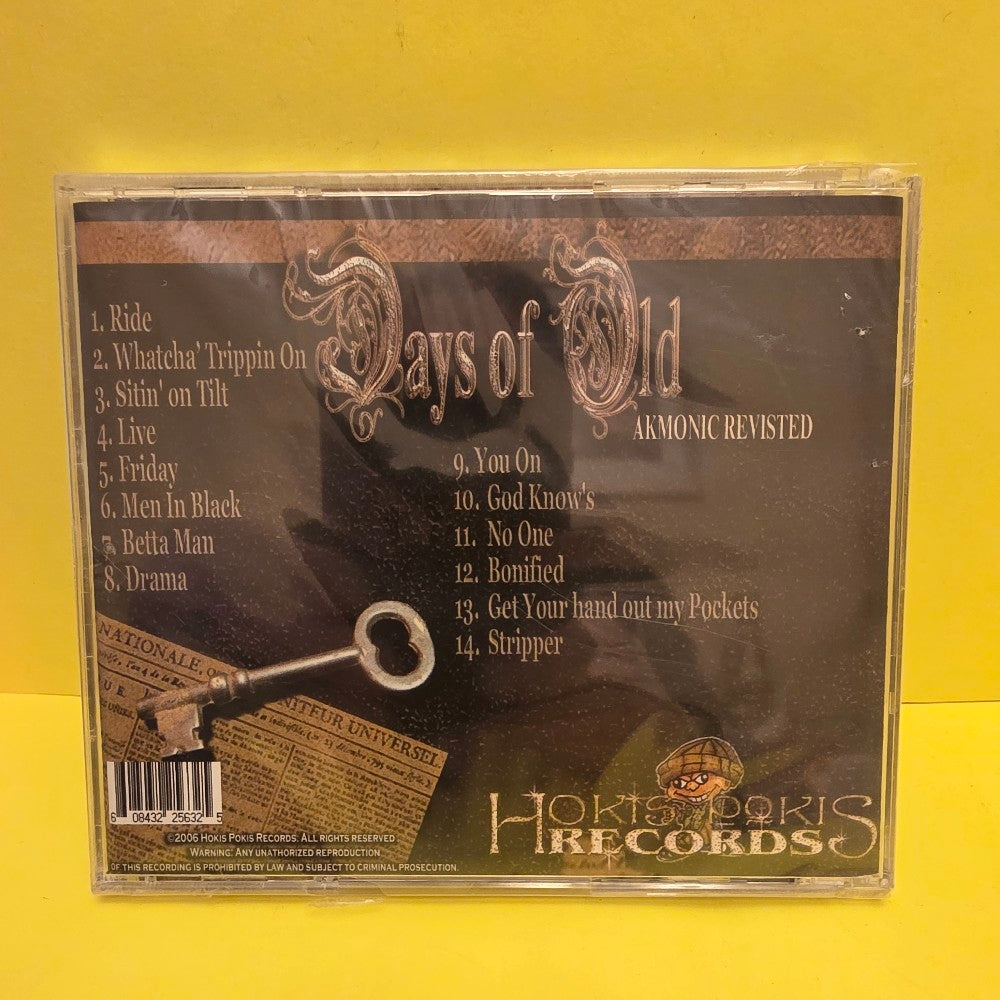 Days of Old
AKMONIC REVISTED
1. Ride
2. Whatcha' Trippin On
3. Sitin' on Tilt
4. Live
5. Friday
6. Men In Black
7. Betta Man
8. Drama
9. You On
10. God Know's
11. No One
12. Bonified
13. Get Your hand out my Pockets
14. Stripper
NATIONALE, O
NITEUR UNIVERSEL
6 08432 25632 5
©2006 HOKIS POKIS RECORDS. ALL RIGHTS RESERVED
WARNING: ANY UNATHORIZED REPRODUCTION
OF THIS RECORDING IS PROHIBITED BY LAW AND SUBJECT TO CRIMINAL PROSECUTION.
HOKIS POKIS
RECORDS